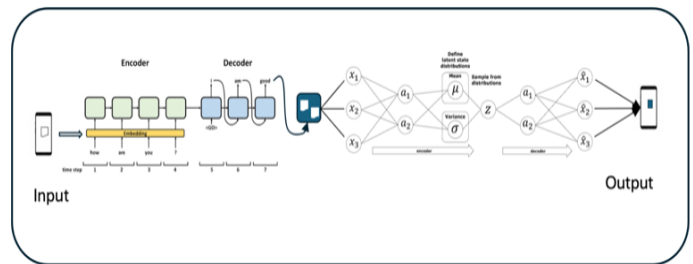 Encoder
Decoder
I am good
Embedding
<GO>
how are you ?
time step 1 2 3 4 5 6 7
Input
x₁
x₂
x₃
a₁
a₂
Define
latent state
distributions
Mean
μ
Variance
σ
Sample from
distributions
z
encoder
a₁
a₂
decoder
x̂₁
x̂₂
x̂₃
Output